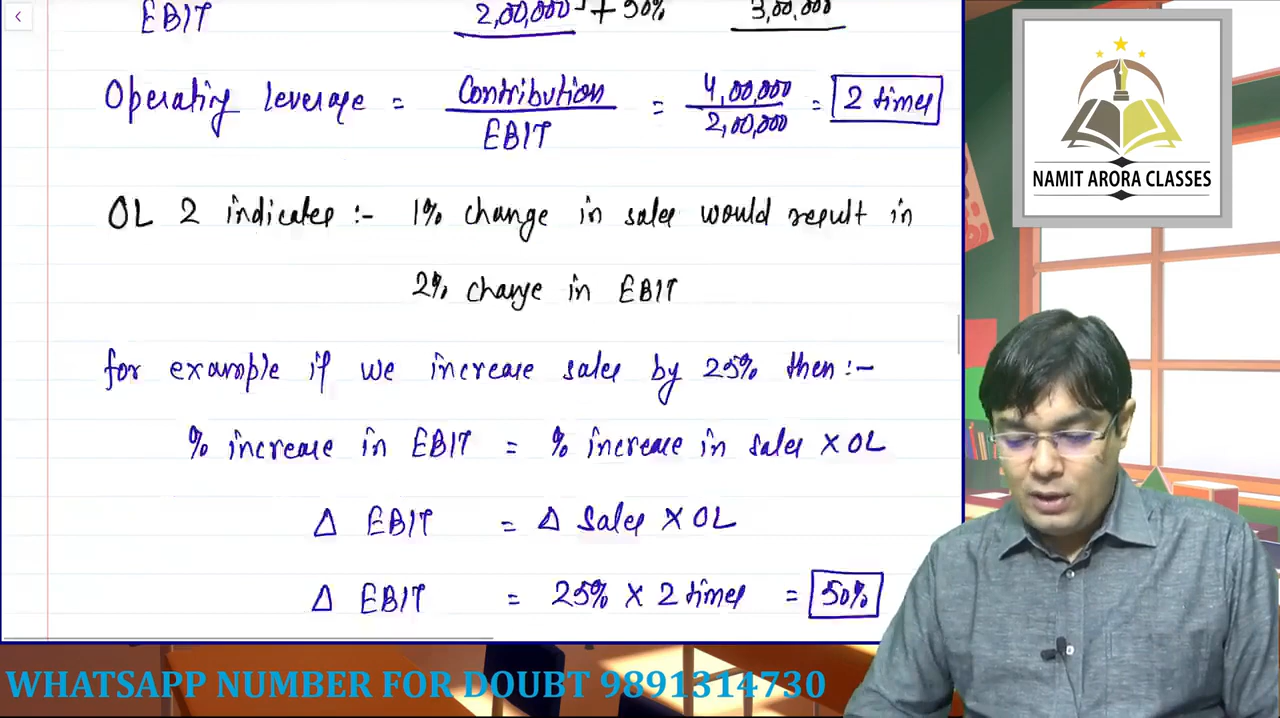 EBIT 2,00,000 + 50% 3,00,000
Operating leverage = Contribution / EBIT = 4,00,000 / 2,00,000 = 2 times
OL 2 indicates :- 1% change in sales would result in
2% change in EBIT
for example if we increase sales by 25% then :-
% increase in EBIT = % increase in sales X OL
Δ EBIT = Δ Sales X OL
Δ EBIT = 25% X 2 times = 50%
NAMIT ARORA CLASSES
WHATSAPP NUMBER FOR DOUBT 9891314730